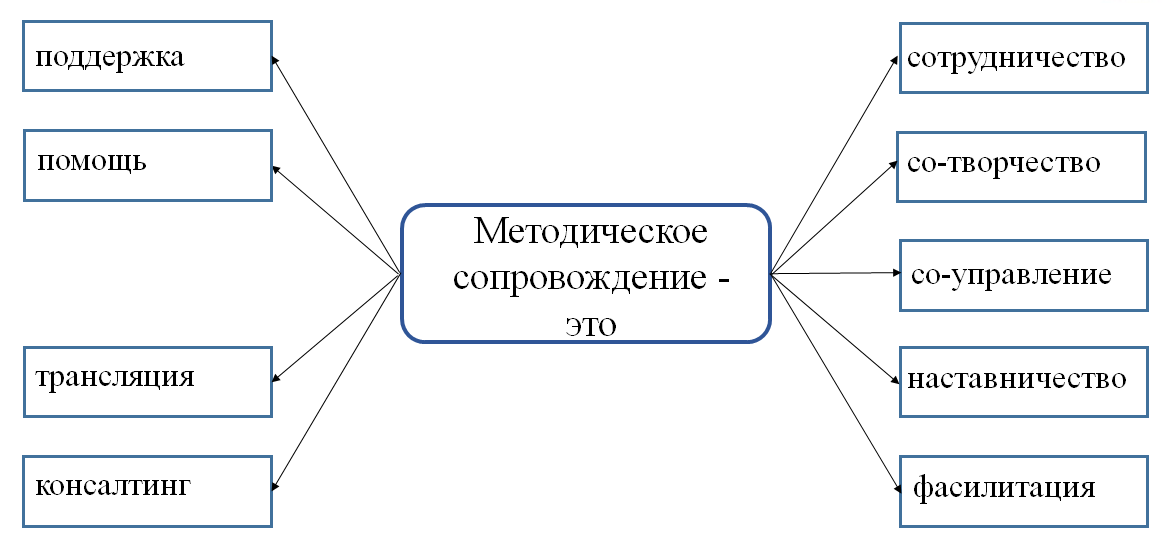 поддержка
помощь
трансляция
консалтинг
Методическое
сопровождение -
это
сотрудничество
со-творчество
со-управление
наставничество
фасилитация